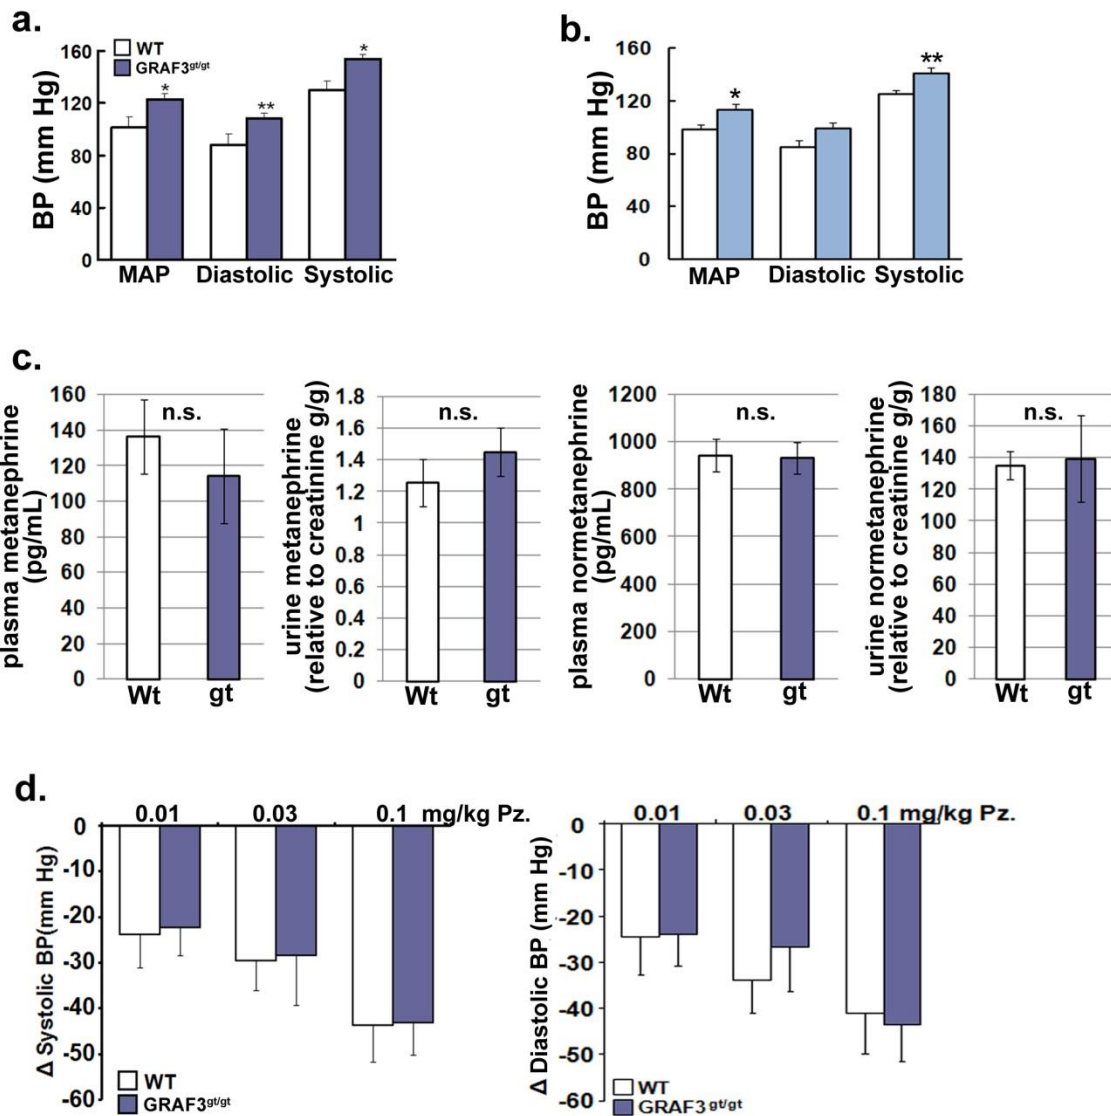 a.
WT
GRAF3gt/gt
BP (mm Hg)
160
120
80
40
0
*
**
*
MAP Diastolic Systolic
b.
BP (mm Hg)
160
120
80
40
0
*
**
MAP Diastolic Systolic
c.
plasma metanephrine
(pg/mL)
160
140
120
100
80
60
40
20
0
n.s.
Wt gt
urine metanephrine
(relative to creatinine g/g)
1.8
1.6
1.4
1.2
1
0.8
0.6
0.4
0.2
0
n.s.
Wt gt
plasma normetanephrine
(pg/mL)
1200
1000
800
600
400
200
0
n.s.
Wt gt
urine normetanephrine
(relative to creatinine g/g)
180
160
140
120
100
80
60
40
20
0
n.s.
Wt gt
d.
0.01 0.03 0.1 mg/kg Pz.
Δ Systolic BP(mm Hg)
0
-10
-20
-30
-40
-50
-60
WT
GRAF3gt/gt
0.01 0.03 0.1 mg/kg Pz.
Δ Diastolic BP (mm Hg)
0
-10
-20
-30
-40
-50
-60
WT
GRAF3 gt/gt